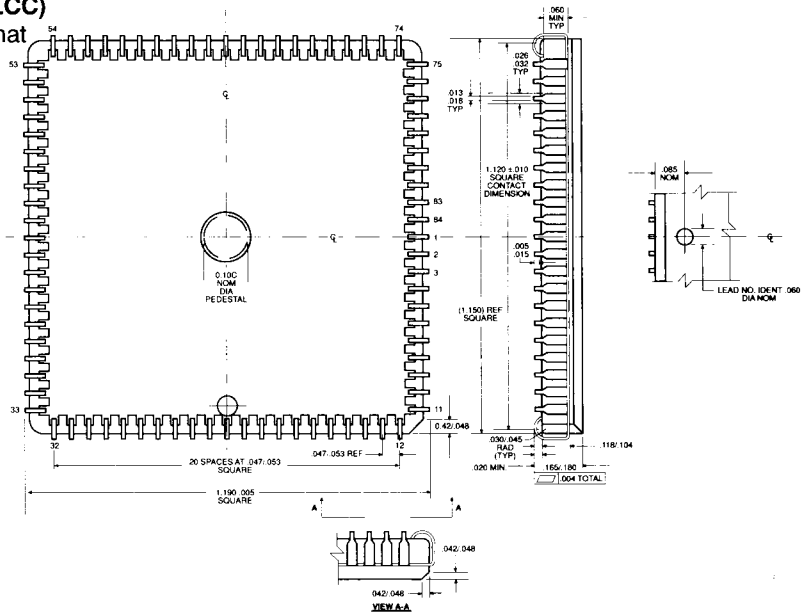 LCC)
nat
54
74
53
75
83
84
1
2
3
33
11
32
12
0.10C
NOM
DIA
PEDESTAL
.047/.053 REF
20 SPACES AT .047/.053
SQUARE
1.190 .005
SQUARE
0.42/.048
.060
MIN
TYP
.026
.032
TYP
.013
.018
TYP
1.120 ±.010
SQUARE
CONTACT
DIMENSION
.005
.015
(1.150) REF
SQUARE
.030/.045
RAD
(TYP)
.118/.104
.020 MIN.
.165/.180
.004 TOTAL
.085
NOM
LEAD NO. IDENT .060
DIA NOM
A
A
.042/.048
.042/.048
VIEW A-A